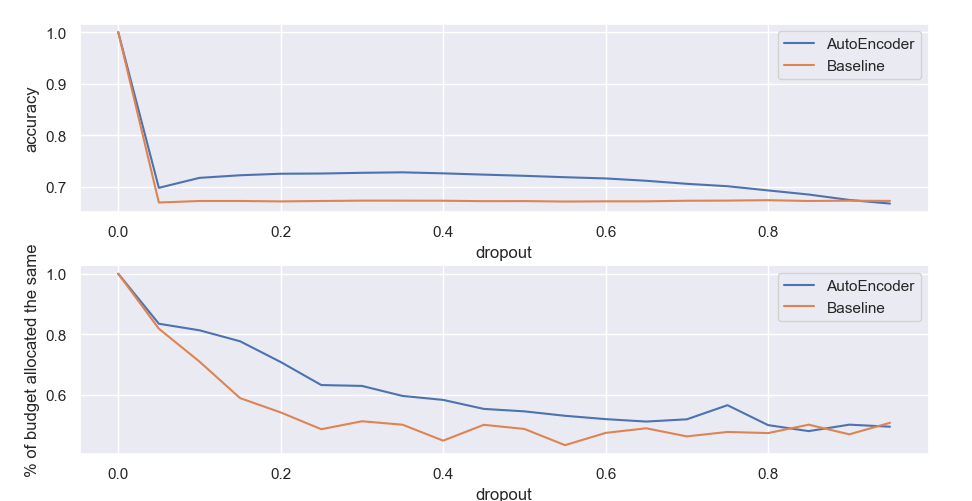 1.0
0.9
0.8
0.7
accuracy
AutoEncoder
Baseline
0.0 0.2 0.4 0.6 0.8
dropout
1.0
0.8
0.6
% of budget allocated the same
AutoEncoder
Baseline
0.0 0.2 0.4 0.6 0.8
dropout